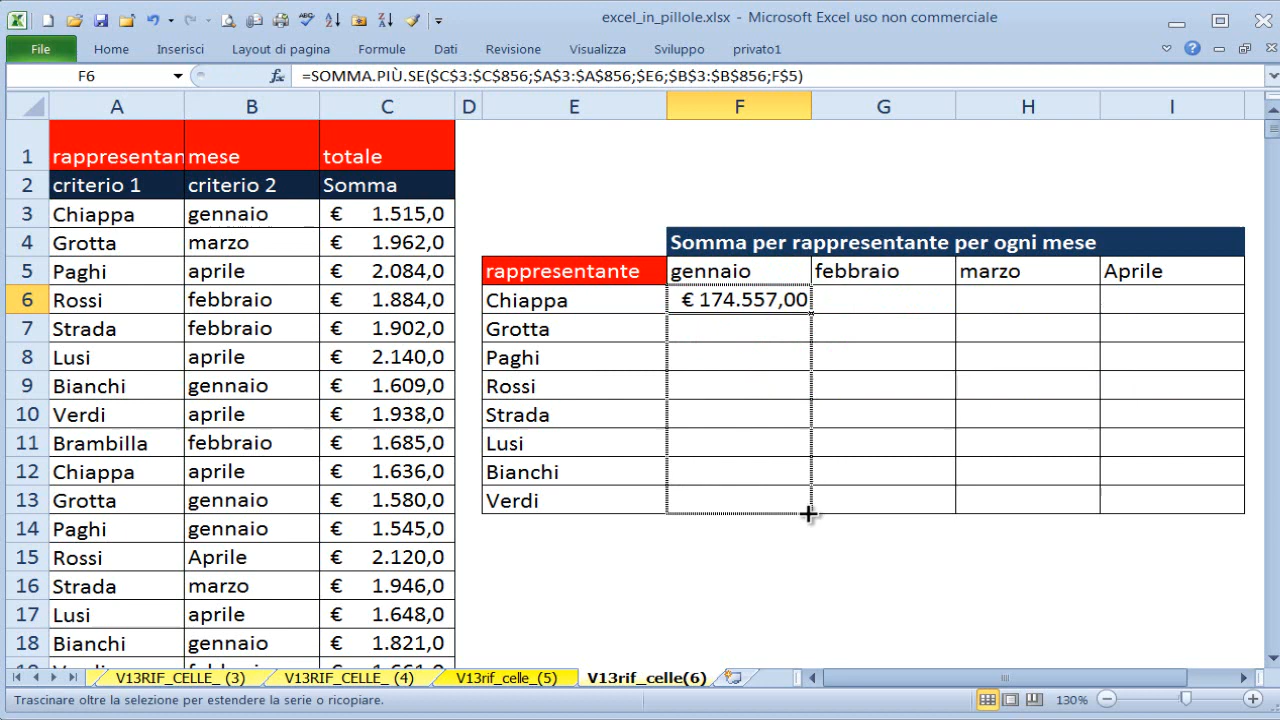 excel_in_pillole.xlsx - Microsoft Excel uso non commerciale
File Home Inserisci Layout di pagina Formule Dati Revisione Visualizza Sviluppo privato1
F6 fx =SOMMA.PIÙ.SE($C$3:$C$856;$A$3:$A$856;$E6;$B$3:$B$856;F$5)
A B C D E F G H I
1 rappresentan mese totale
2 criterio 1 criterio 2 Somma
3 Chiappa gennaio € 1.515,0
4 Grotta marzo € 1.962,0 Somma per rappresentante per ogni mese
5 Paghi aprile € 2.084,0 rappresentante gennaio febbraio marzo Aprile
6 Rossi febbraio € 1.884,0 Chiappa € 174.557,00
7 Strada febbraio € 1.902,0 Grotta
8 Lusi aprile € 2.140,0 Paghi
9 Bianchi gennaio € 1.609,0 Rossi
10 Verdi aprile € 1.938,0 Strada
11 Brambilla febbraio € 1.685,0 Lusi
12 Chiappa aprile € 1.636,0 Bianchi
13 Grotta gennaio € 1.580,0 Verdi
14 Paghi gennaio € 1.545,0
15 Rossi Aprile € 2.120,0
16 Strada marzo € 1.946,0
17 Lusi aprile € 1.648,0
18 Bianchi gennaio € 1.821,0
V13RIF_CELLE_ (3) V13RIF_CELLE_ (4) V13rif_celle_(5) V13rif_celle(6)
Trascinare oltre la selezione per estendere la serie o ricopiare. 130%